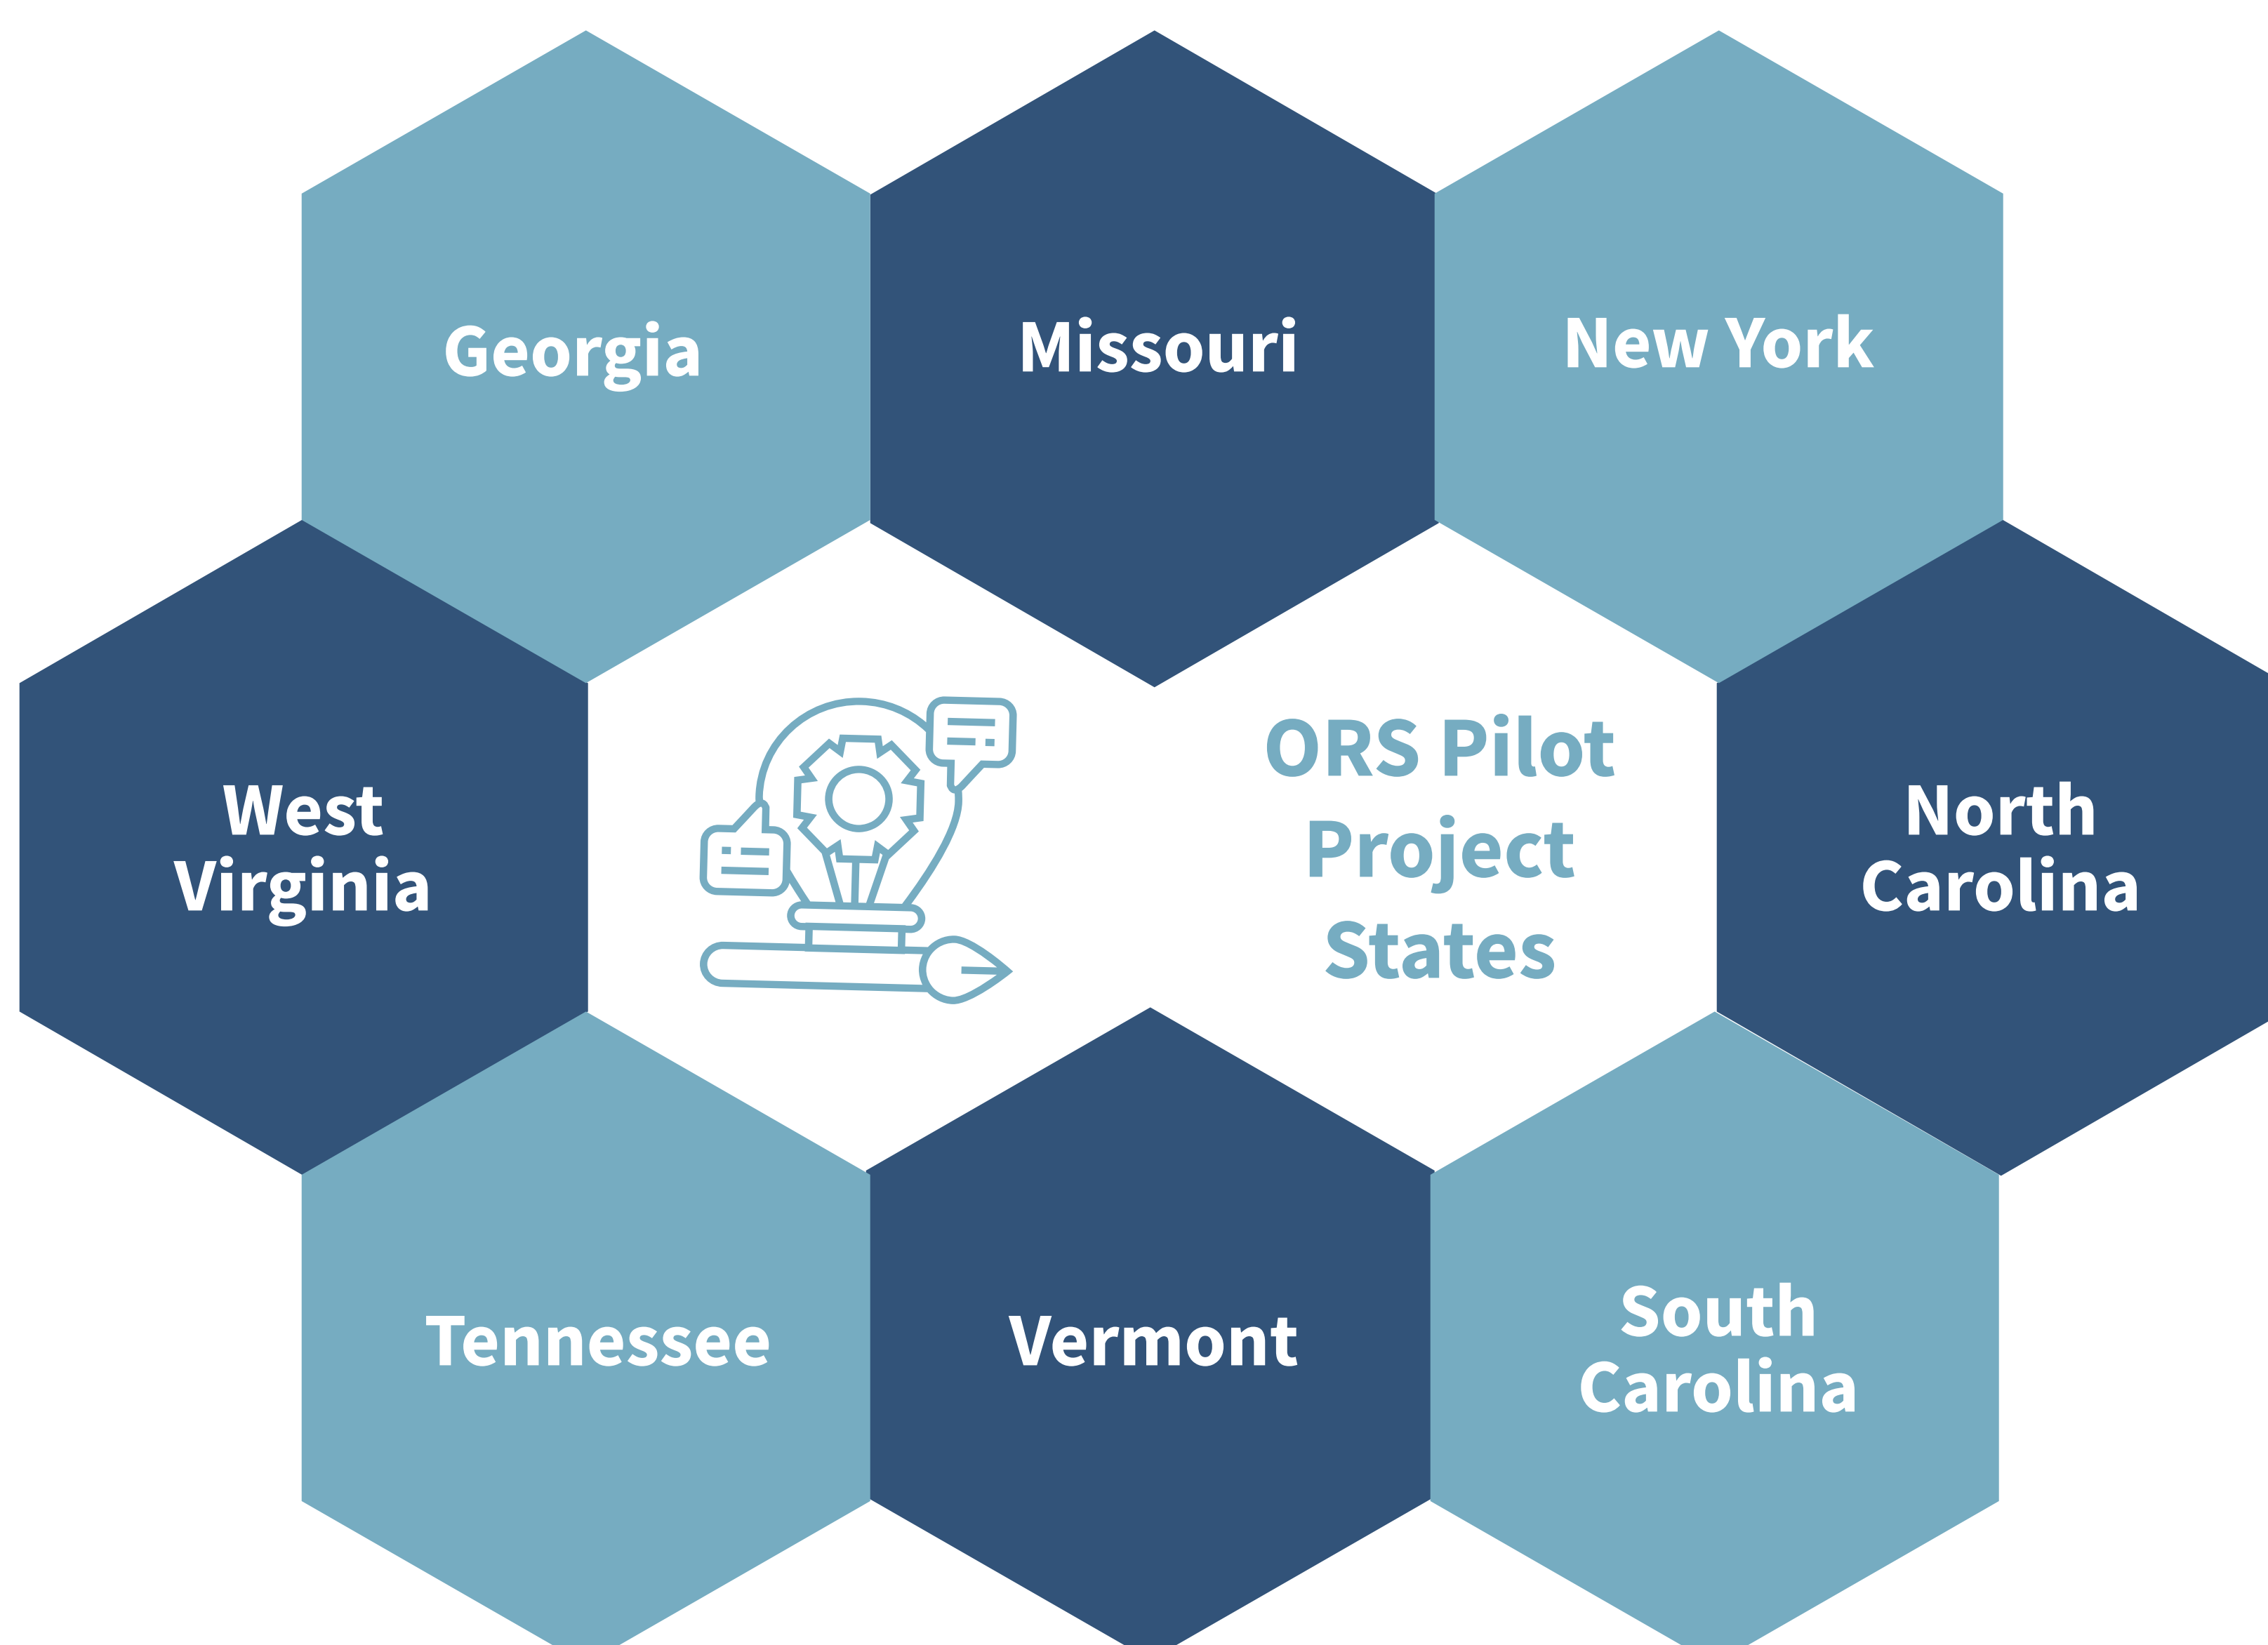 Georgia
Missouri
New York
West
Virginia
ORS Pilot
Project
States
North
Carolina
Tennessee
Vermont
South
Carolina